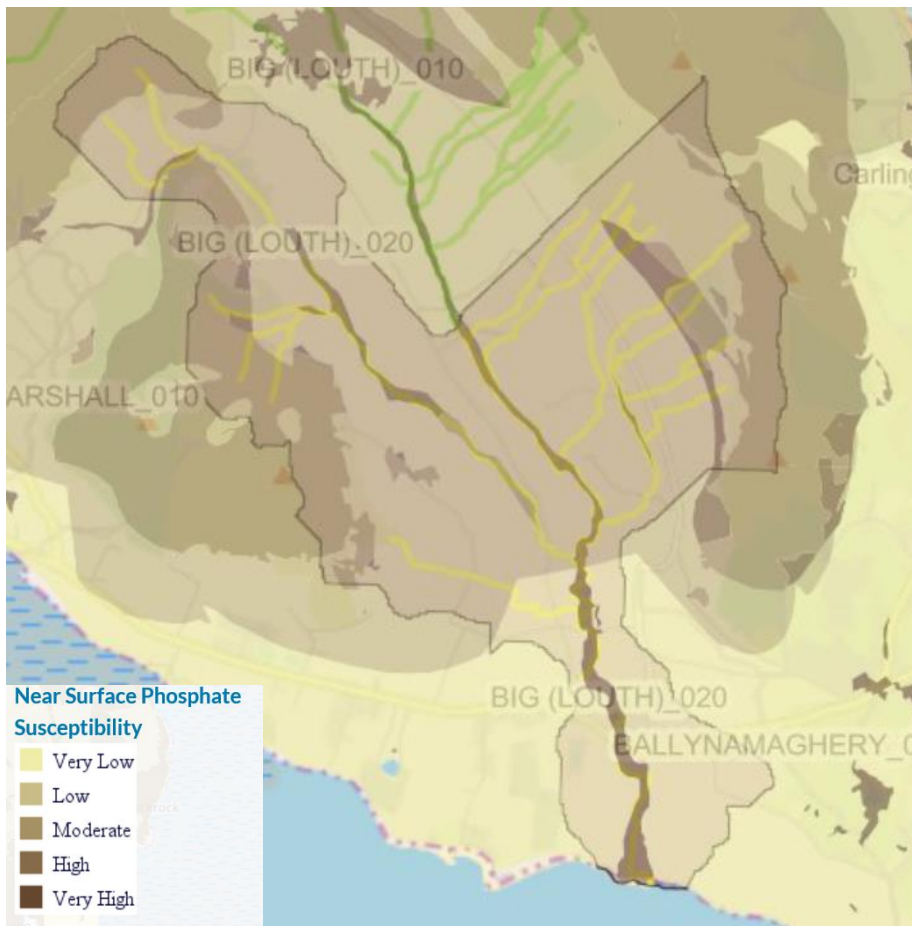 BIG (LOUTH)_010
Carling
BIG (LOUTH)_020
ARSHALL_010
BIG (LOUTH)_020
BALLYNAMAGHERY_0
Near Surface Phosphate
Susceptibility
Very Low
Low
Moderate
High
Very High